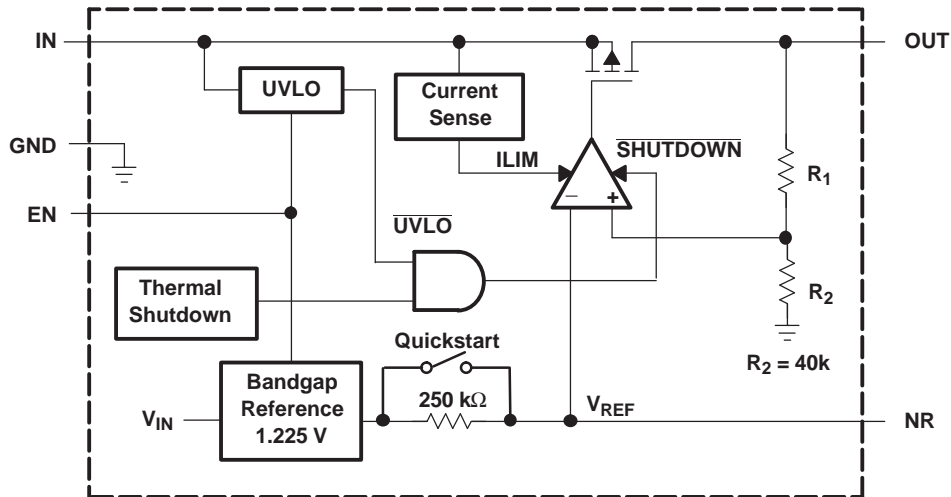 IN
OUT
UVLO
Current
Sense
GND
ILIM
SHUTDOWN
R1
EN
UVLO
Thermal
Shutdown
R2
Quickstart
R2 = 40k
Bandgap
Reference
1.225 V
250 kΩ
VIN
VREF
NR
− +